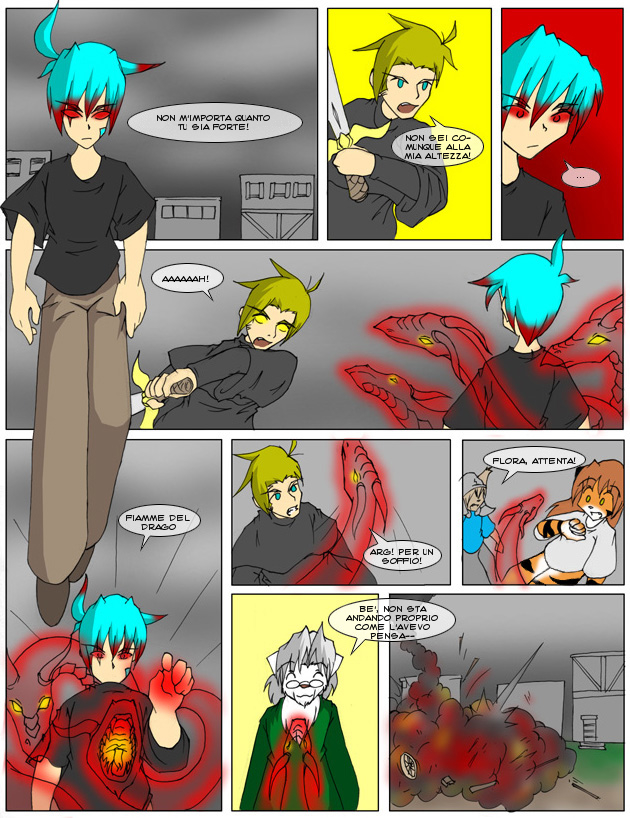 NON M'IMPORTA QUANTO
TU SIA FORTE!
NON SEI CO-
MUNQUE ALLA
MIA ALTEZZA!
...
AAAAAAH!
FIAMME DEL
DRAGO
ARG! PER UN
SOFFIO!
FLORA, ATTENTA!
BE', NON STA
ANDANDO PROPRIO
COME L'AVEVO
PENSA--